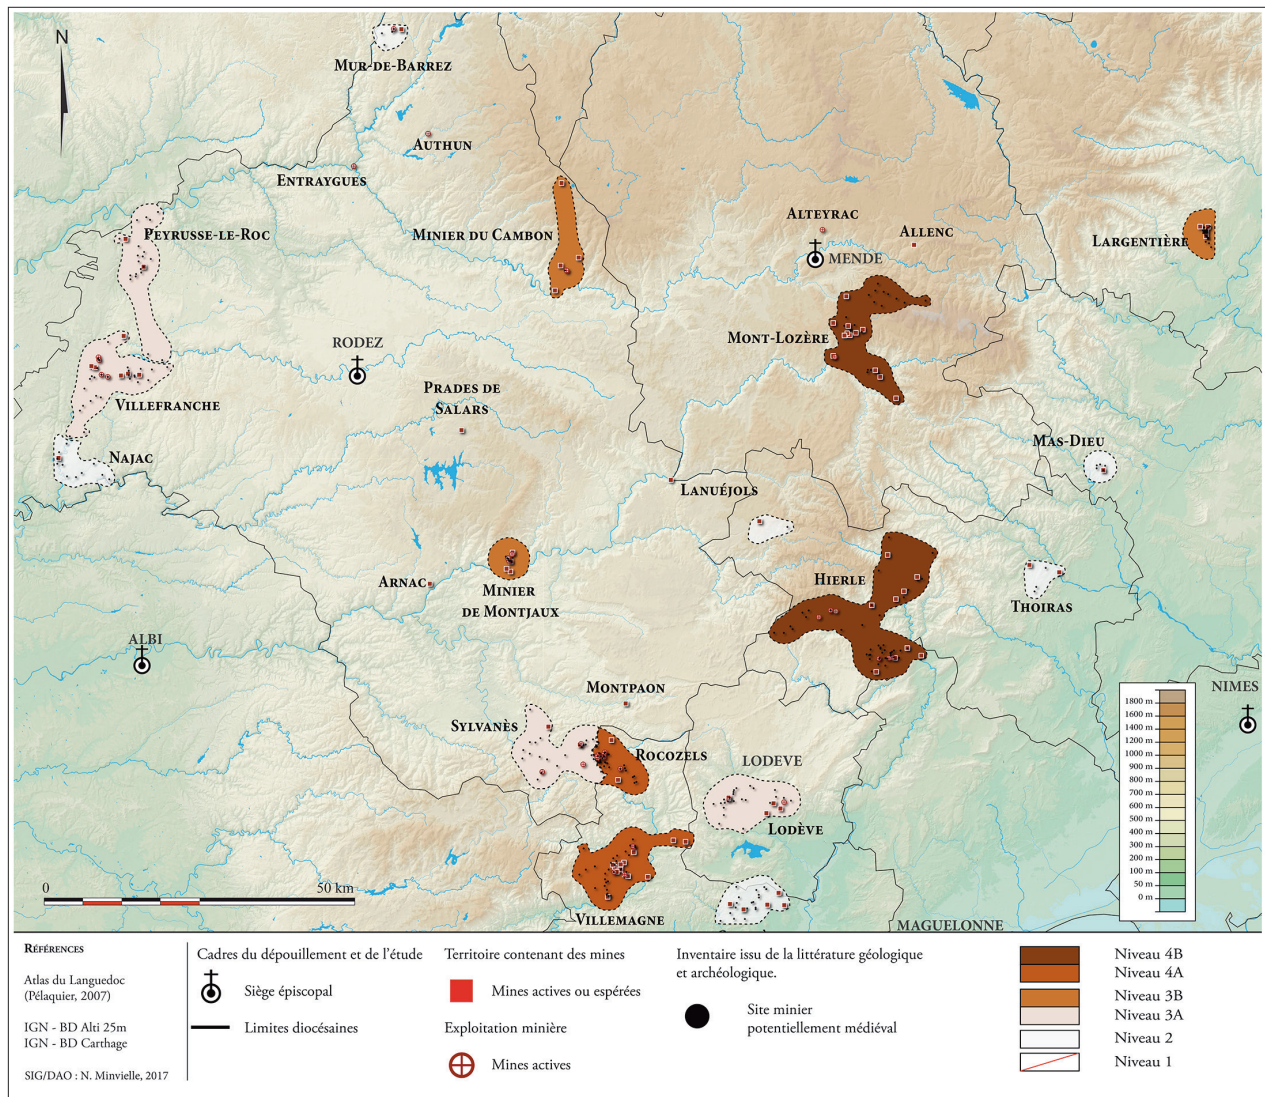 N
Mur-de-Barrez
Authun
Entraygues
Peyrusse-le-Roc
Minier du Cambon
Alteyrac
Allenc
MENDE
Largentière
RODEZ
Mont-Lozère
Prades de
Salars
Villefranche
Najac
Mas-Dieu
Lanuéjols
Arnac
Minier
de Montjaux
Hierle
Thoiras
ALBI
Montpaon
NIMES
Sylvanès
Rocozels
LODEVE
Lodève
Villemagne
MAGUELONNE
0
50 km
1800 m
1600 m
1400 m
1200 m
1000 m
900 m
800 m
700 m
600 m
500 m
400 m
300 m
200 m
100 m
50 m
0 m
Références
Atlas du Languedoc
(Pélaquier, 2007)
IGN - BD Alti 25m
IGN - BD Carthage
SIG/DAO : N. Minvielle, 2017
Cadres du dépouillement et de l'étude
Siège épiscopal
Limites diocésaines
Territoire contenant des mines
Mines actives ou espérées
Exploitation minière
Mines actives
Inventaire issu de la littérature géologique
et archéologique.
Site minier
potentiellement médiéval
Niveau 4B
Niveau 4A
Niveau 3B
Niveau 3A
Niveau 2
Niveau 1